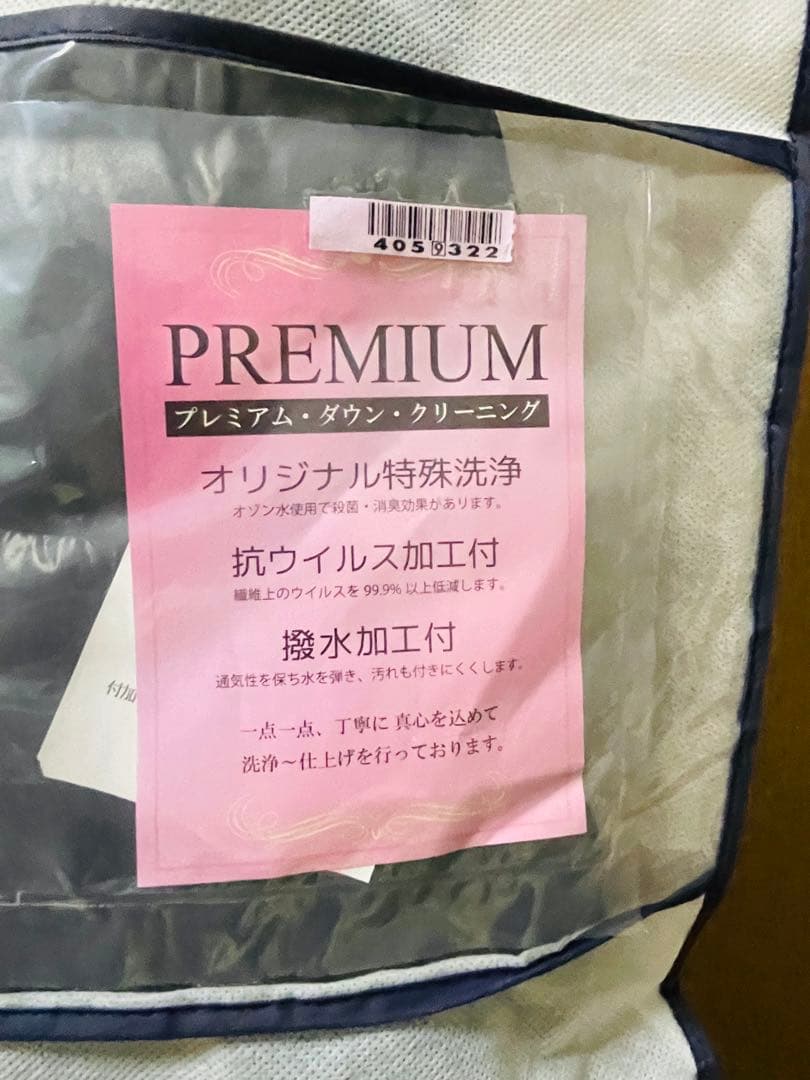 4059322
PREMIUM
プレミアム・ダウン・クリーニング
オリジナル特殊洗浄
オゾン水使用で殺菌・消臭効果があります。
抗ウイルス加工付
繊維上のウイルスを 99.9% 以上低減します。
撥水加工付
通気性を保ち水を弾き、汚れも付きにくくします。
付加
一点一点、丁寧に 真心を込めて
洗浄～仕上げを行っております。